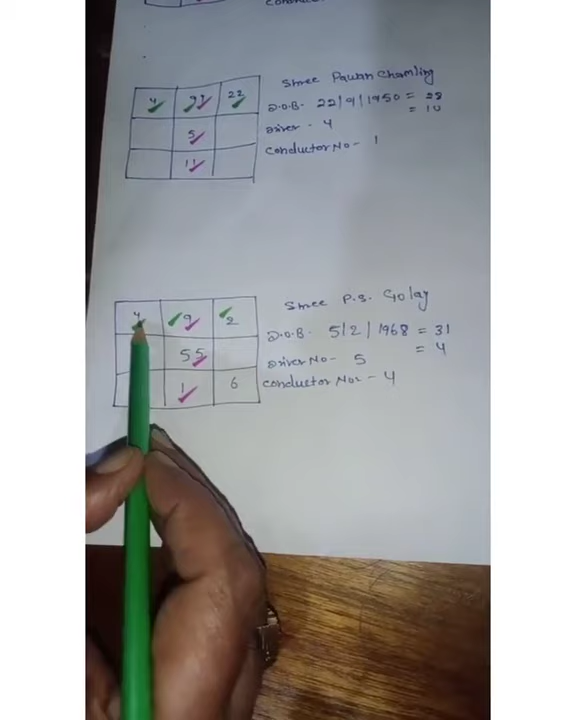 4 99 22
5
11
Shree Pawan Chamling
D.O.B- 22/9/1950 = 28
= 10
Driver - 4
Conductor No - 1
4 9 2
55
1 6
Shree P.S. Golay
D.O.B- 5/2/1968 = 31
= 4
Driver No - 5
Conductor No - 4